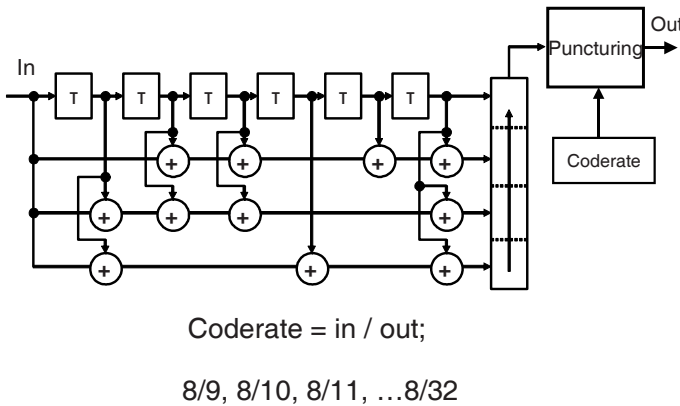 Out
Puncturing
In
T T T T T T
Coderate
+ + + +
+ + + +
+ + +
Coderate = in / out;
8/9, 8/10, 8/11, …8/32